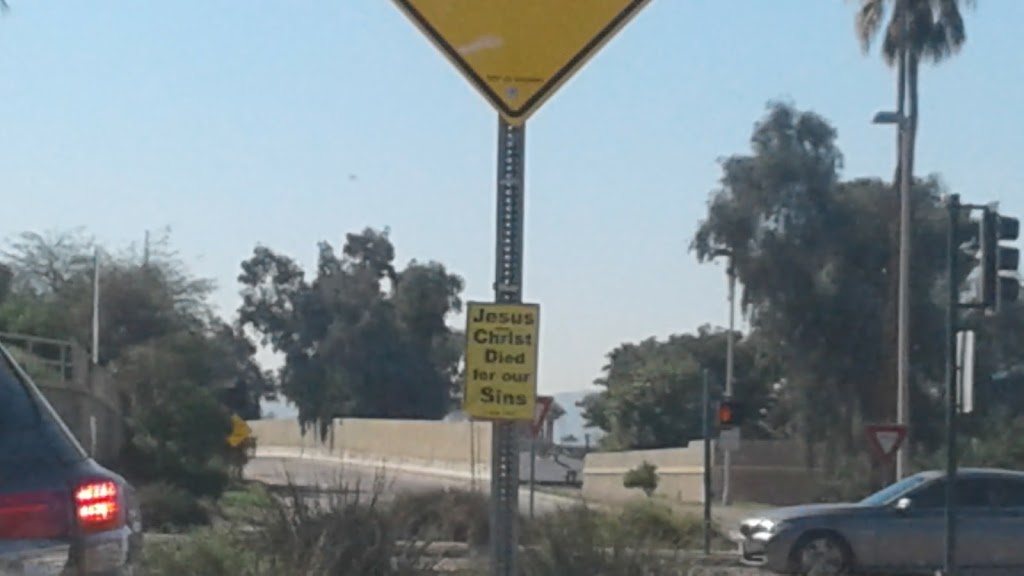 Jesus
Christ
Died
for our
Sins